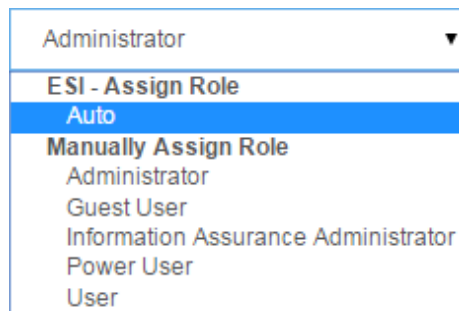 Administrator
ESI - Assign Role
Auto
Manually Assign Role
Administrator
Guest User
Information Assurance Administrator
Power User
User